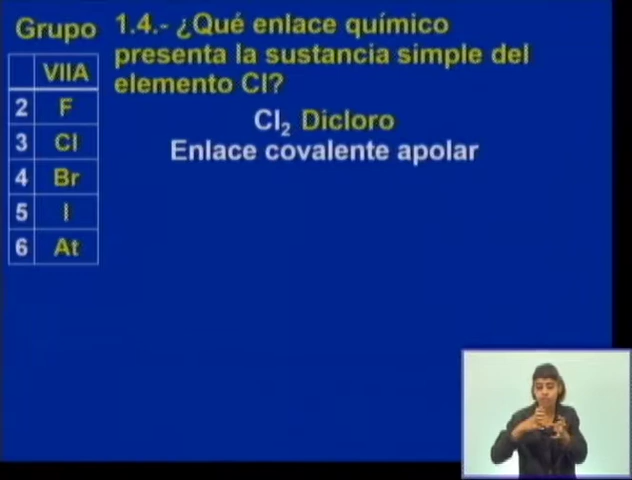 Grupo
VIIA
2 F
3 Cl
4 Br
5 I
6 At
1.4.- ¿Qué enlace químico
presenta la sustancia simple del
elemento Cl?
Cl₂ Dicloro
Enlace covalente apolar